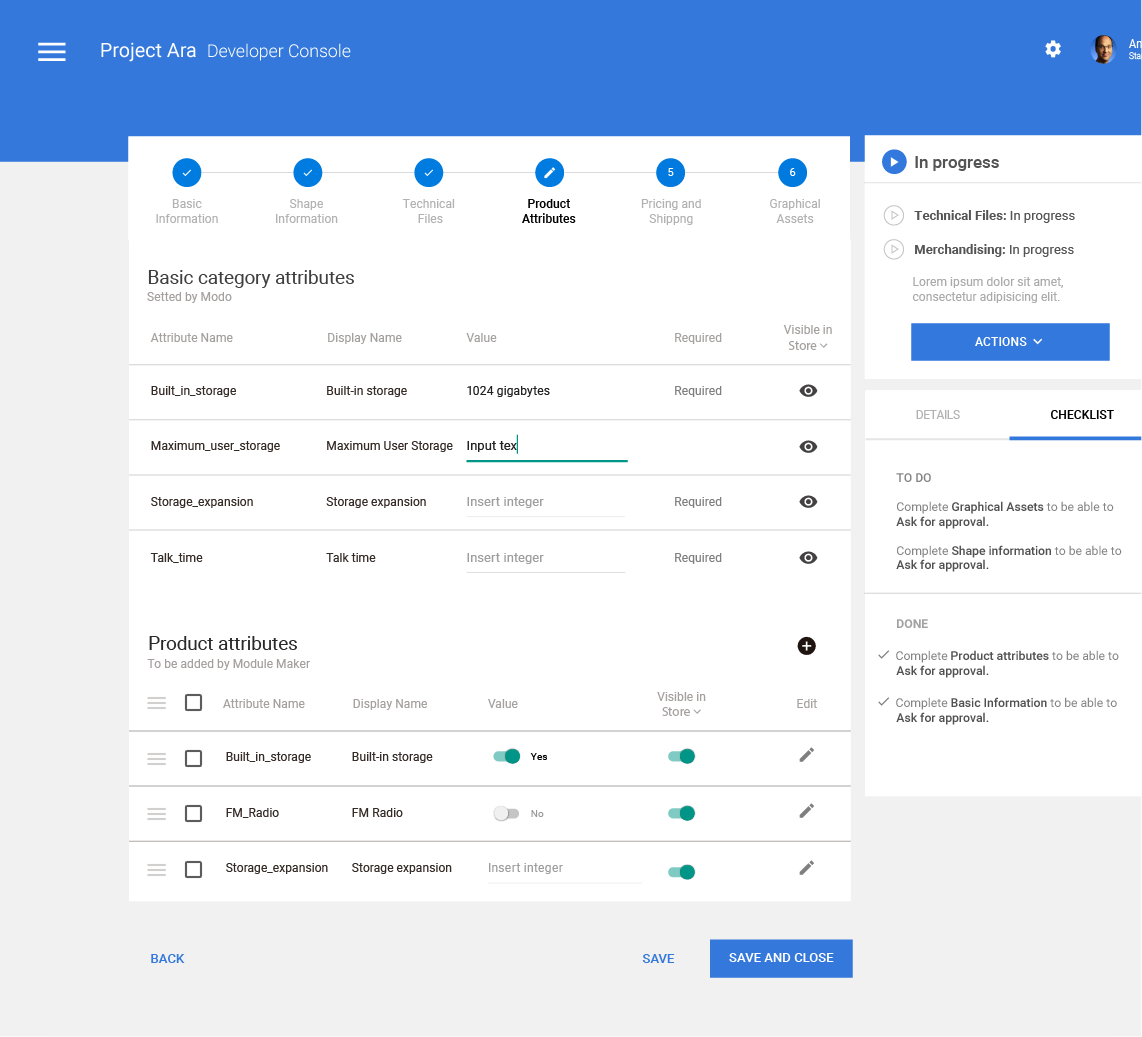 Project Ara Developer Console
An
Sta
Basic
Information
Shape
Information
Technical
Files
Product
Attributes
5
Pricing and
Shippng
6
Graphical
Assets
Basic category attributes
Setted by Modo
Attribute Name Display Name Value Required Visible in
Store
Built_in_storage Built-in storage 1024 gigabytes Required
Maximum_user_storage Maximum User Storage Input tex
Storage_expansion Storage expansion Insert integer Required
Talk_time Talk time Insert integer Required
Product attributes
To be added by Module Maker
Attribute Name Display Name Value Visible in
Store Edit
Built_in_storage Built-in storage Yes
FM_Radio FM Radio No
Storage_expansion Storage expansion Insert integer
BACK SAVE SAVE AND CLOSE
In progress
Technical Files: In progress
Merchandising: In progress
Lorem ipsum dolor sit amet,
consectetur adipisicing elit.
ACTIONS
DETAILS CHECKLIST
TO DO
Complete Graphical Assets to be able to
Ask for approval.
Complete Shape information to be able to
Ask for approval.
DONE
Complete Product attributes to be able to
Ask for approval.
Complete Basic Information to be able to
Ask for approval.